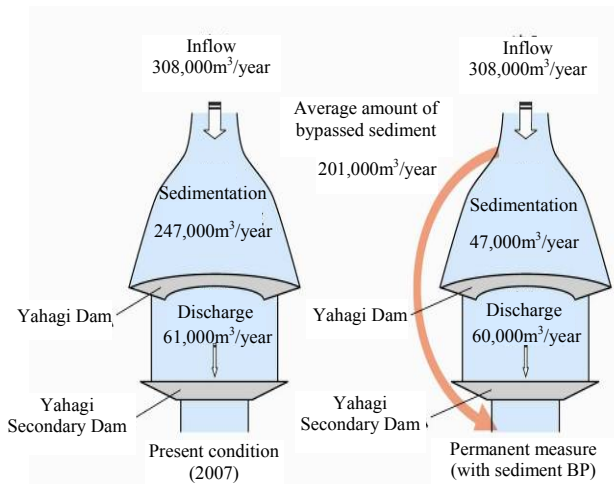 Inflow
308,000m³/year
Sedimentation
247,000m³/year
Yahagi Dam
Discharge
61,000m³/year
Yahagi
Secondary Dam
Present condition
(2007)
Inflow
308,000m³/year
Average amount of
bypassed sediment
201,000m³/year
Sedimentation
47,000m³/year
Yahagi Dam
Discharge
60,000m³/year
Yahagi
Secondary Dam
Permanent measure
(with sediment BP)